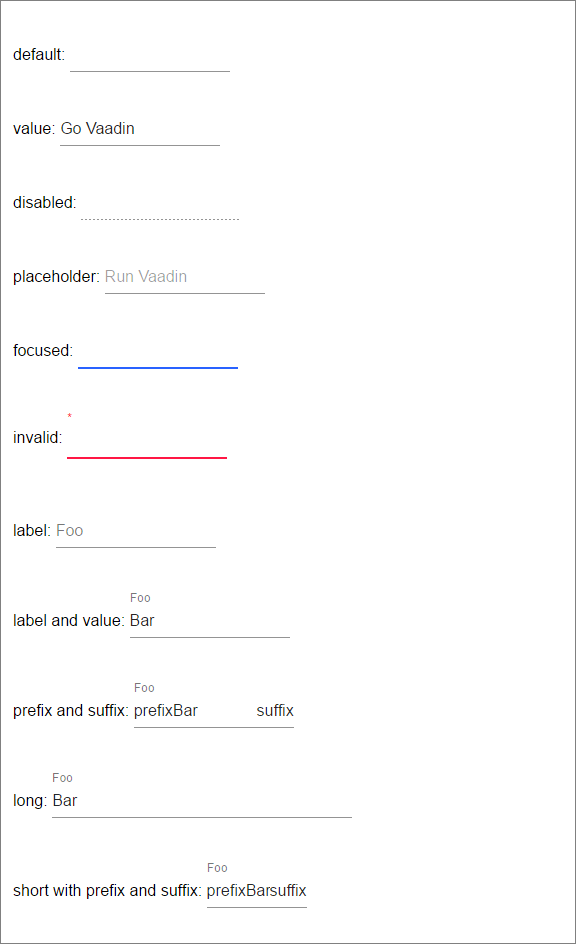 default:
value: Go Vaadin
disabled:
placeholder: Run Vaadin
focused:
*
invalid:
label: Foo
Foo
label and value: Bar
Foo
prefix and suffix: prefixBar suffix
Foo
long: Bar
Foo
short with prefix and suffix: prefixBarsuffix